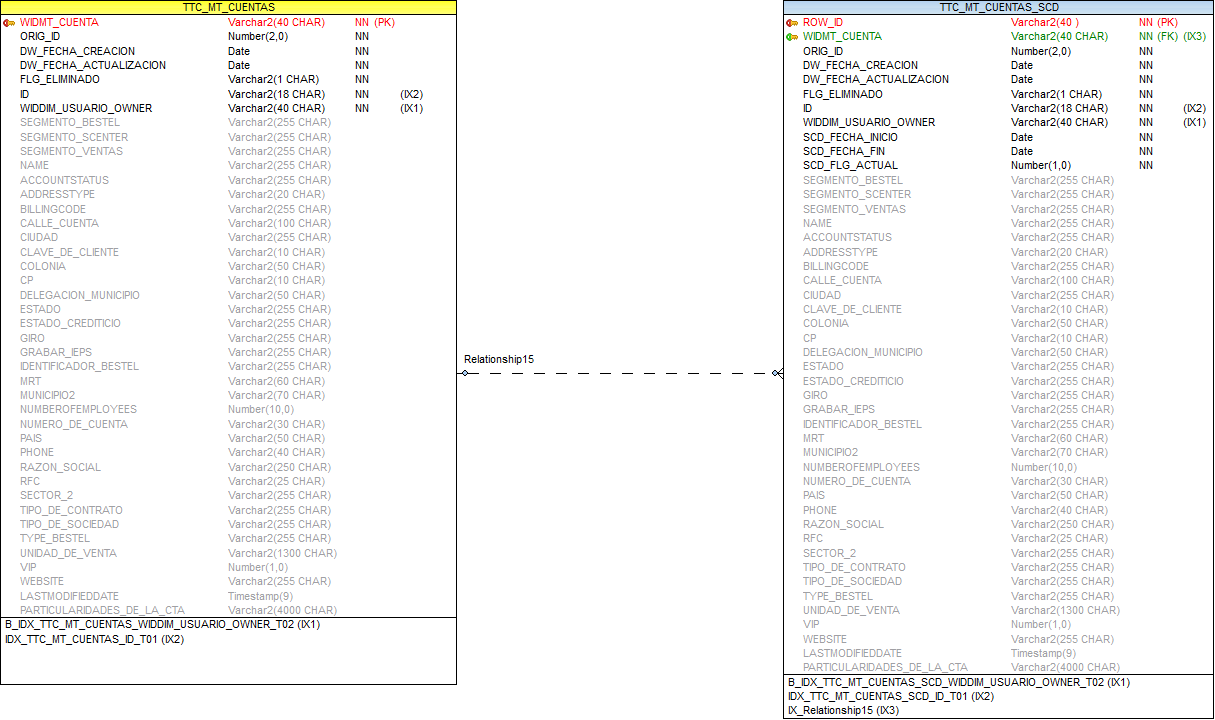 TTC_MT_CUENTAS
WIDMT_CUENTA Varchar2(40 CHAR) NN (PK)
ORIG_ID Number(2,0) NN
DW_FECHA_CREACION Date NN
DW_FECHA_ACTUALIZACION Date NN
FLG_ELIMINADO Varchar2(1 CHAR) NN
ID Varchar2(18 CHAR) NN (IX2)
WIDDIM_USUARIO_OWNER Varchar2(40 CHAR) NN (IX1)
SEGMENTO_BESTEL Varchar2(255 CHAR)
SEGMENTO_SCENTER Varchar2(255 CHAR)
SEGMENTO_VENTAS Varchar2(255 CHAR)
NAME Varchar2(255 CHAR)
ACCOUNTSTATUS Varchar2(255 CHAR)
ADDRESSTYPE Varchar2(20 CHAR)
BILLINGCODE Varchar2(255 CHAR)
CALLE_CUENTA Varchar2(100 CHAR)
CIUDAD Varchar2(255 CHAR)
CLAVE_DE_CLIENTE Varchar2(10 CHAR)
COLONIA Varchar2(50 CHAR)
CP Varchar2(10 CHAR)
DELEGACION_MUNICIPIO Varchar2(50 CHAR)
ESTADO Varchar2(255 CHAR)
ESTADO_CREDITICIO Varchar2(255 CHAR)
GIRO Varchar2(255 CHAR)
GRABAR_IEPS Varchar2(255 CHAR)
IDENTIFICADOR_BESTEL Varchar2(255 CHAR)
MRT Varchar2(60 CHAR)
MUNICIPIO2 Varchar2(70 CHAR)
NUMBEROFEMPLOYEES Number(10,0)
NUMERO_DE_CUENTA Varchar2(30 CHAR)
PAIS Varchar2(50 CHAR)
PHONE Varchar2(40 CHAR)
RAZON_SOCIAL Varchar2(250 CHAR)
RFC Varchar2(25 CHAR)
SECTOR_2 Varchar2(255 CHAR)
TIPO_DE_CONTRATO Varchar2(255 CHAR)
TIPO_DE_SOCIEDAD Varchar2(255 CHAR)
TYPE_BESTEL Varchar2(255 CHAR)
UNIDAD_DE_VENTA Varchar2(1300 CHAR)
VIP Number(1,0)
WEBSITE Varchar2(255 CHAR)
LASTMODIFIEDDATE Timestamp(9)
PARTICULARIDADES_DE_LA_CTA Varchar2(4000 CHAR)
B_IDX_TTC_MT_CUENTAS_WIDDIM_USUARIO_OWNER_T02 (IX1)
IDX_TTC_MT_CUENTAS_ID_T01 (IX2)
Relationship15
TTC_MT_CUENTAS_SCD
ROW_ID Varchar2(40 ) NN (PK)
WIDMT_CUENTA Varchar2(40 CHAR) NN (FK) (IX3)
ORIG_ID Number(2,0) NN
DW_FECHA_CREACION Date NN
DW_FECHA_ACTUALIZACION Date NN
FLG_ELIMINADO Varchar2(1 CHAR) NN
ID Varchar2(18 CHAR) NN (IX2)
WIDDIM_USUARIO_OWNER Varchar2(40 CHAR) NN (IX1)
SCD_FECHA_INICIO Date NN
SCD_FECHA_FIN Date NN
SCD_FLG_ACTUAL Number(1,0) NN
SEGMENTO_BESTEL Varchar2(255 CHAR)
SEGMENTO_SCENTER Varchar2(255 CHAR)
SEGMENTO_VENTAS Varchar2(255 CHAR)
NAME Varchar2(255 CHAR)
ACCOUNTSTATUS Varchar2(255 CHAR)
ADDRESSTYPE Varchar2(20 CHAR)
BILLINGCODE Varchar2(255 CHAR)
CALLE_CUENTA Varchar2(100 CHAR)
CIUDAD Varchar2(255 CHAR)
CLAVE_DE_CLIENTE Varchar2(10 CHAR)
COLONIA Varchar2(50 CHAR)
CP Varchar2(10 CHAR)
DELEGACION_MUNICIPIO Varchar2(50 CHAR)
ESTADO Varchar2(255 CHAR)
ESTADO_CREDITICIO Varchar2(255 CHAR)
GIRO Varchar2(255 CHAR)
GRABAR_IEPS Varchar2(255 CHAR)
IDENTIFICADOR_BESTEL Varchar2(255 CHAR)
MRT Varchar2(60 CHAR)
MUNICIPIO2 Varchar2(70 CHAR)
NUMBEROFEMPLOYEES Number(10,0)
NUMERO_DE_CUENTA Varchar2(30 CHAR)
PAIS Varchar2(50 CHAR)
PHONE Varchar2(40 CHAR)
RAZON_SOCIAL Varchar2(250 CHAR)
RFC Varchar2(25 CHAR)
SECTOR_2 Varchar2(255 CHAR)
TIPO_DE_CONTRATO Varchar2(255 CHAR)
TIPO_DE_SOCIEDAD Varchar2(255 CHAR)
TYPE_BESTEL Varchar2(255 CHAR)
UNIDAD_DE_VENTA Varchar2(1300 CHAR)
VIP Number(1,0)
WEBSITE Varchar2(255 CHAR)
LASTMODIFIEDDATE Timestamp(9)
PARTICULARIDADES_DE_LA_CTA Varchar2(4000 CHAR)
B_IDX_TTC_MT_CUENTAS_SCD_WIDDIM_USUARIO_OWNER_T02 (IX1)
IDX_TTC_MT_CUENTAS_SCD_ID_T01 (IX2)
IX_Relationship15 (IX3)